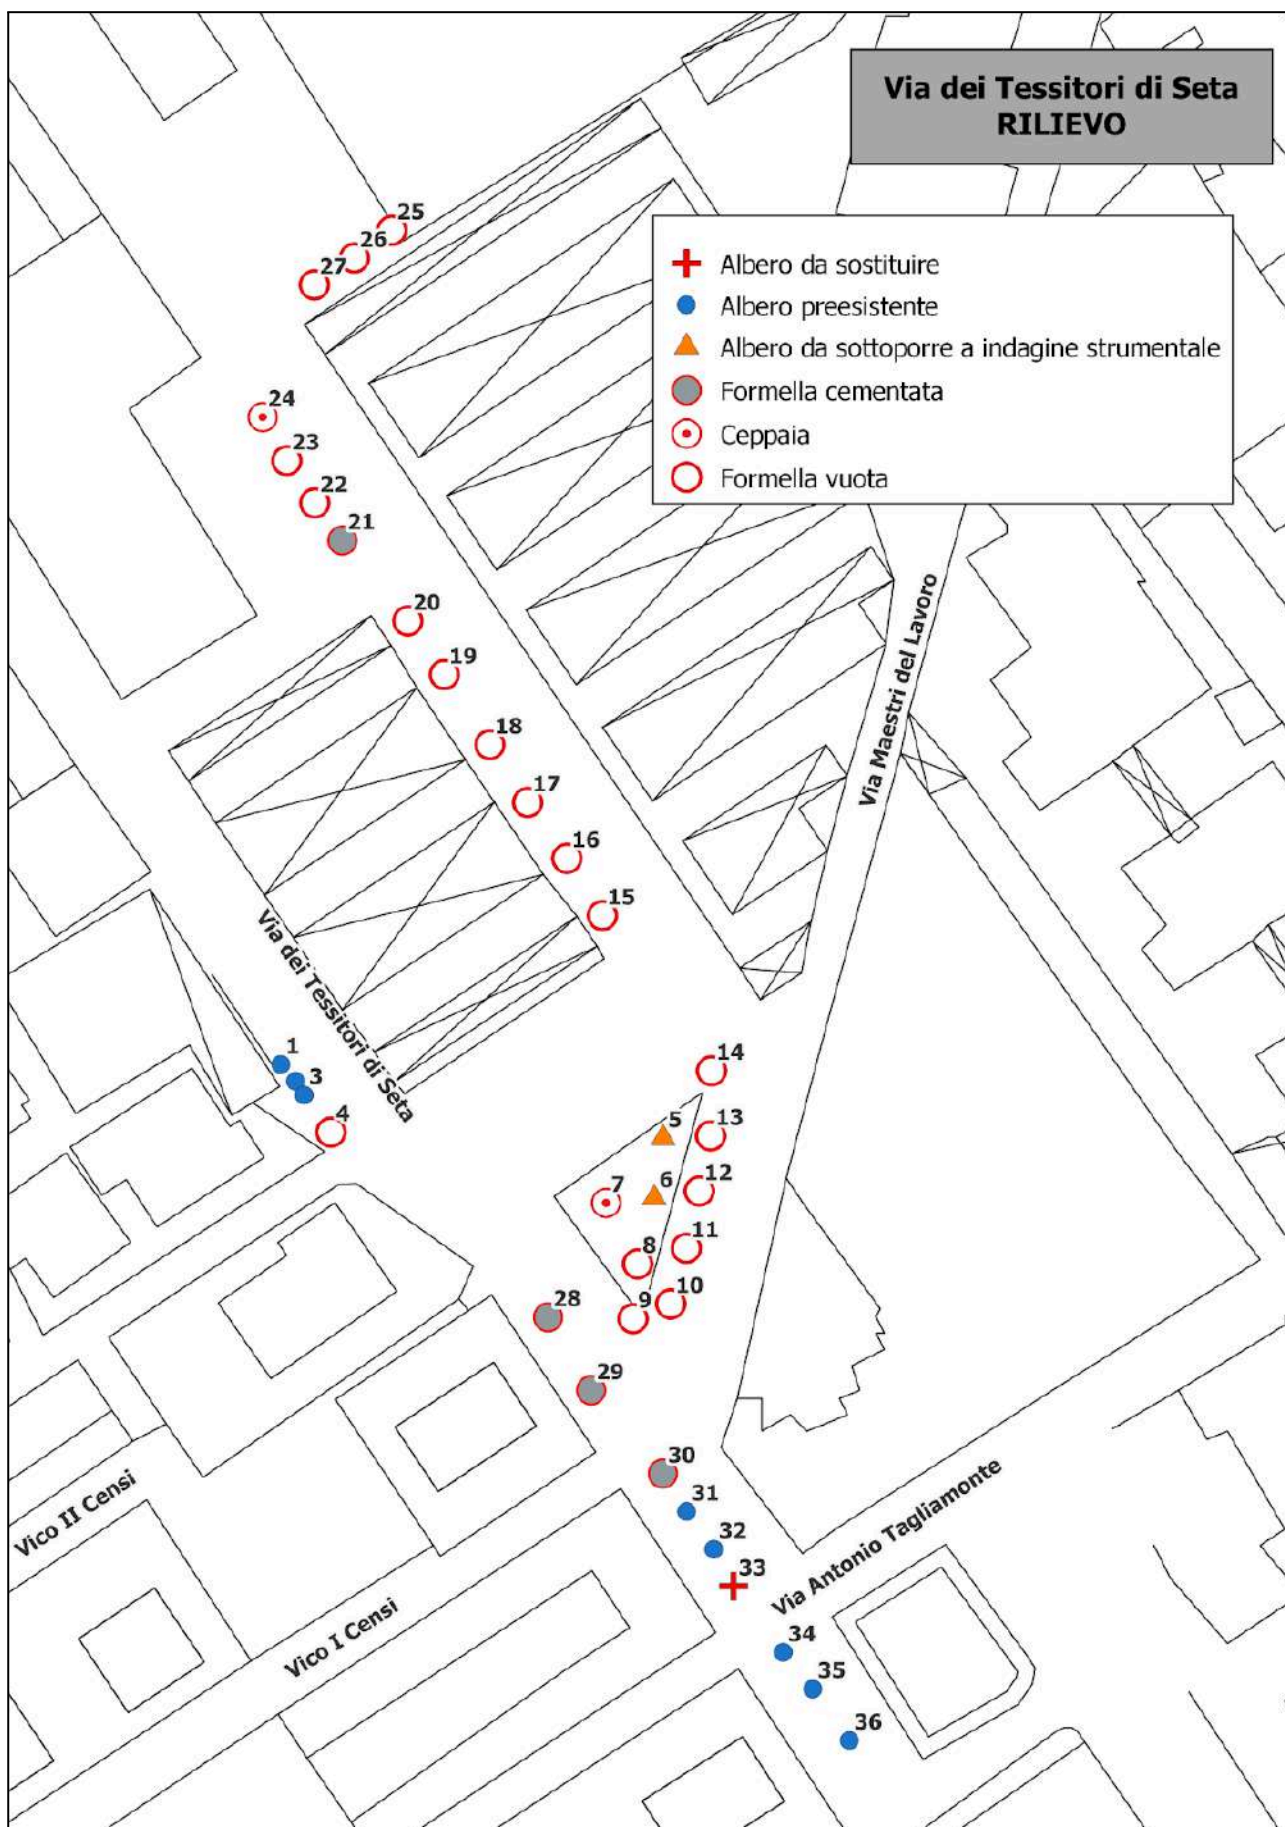 Via dei Tessitori di Seta
RILIEVO
Albero da sostituire
Albero preesistente
Albero da sottoporre a indagine strumentale
Formella cementata
Ceppaia
Formella vuota
25
26
27
24
23
22
21
20
19
18
17
16
15
Via Maestri del Lavoro
Via dei Tessitori di Seta
1
3
4
14
5
13
12
6
7
11
8
10
9
28
29
30
31
32
33
Via Antonio Tagliamonte
Vico II Censi
Vico I Censi
34
35
36